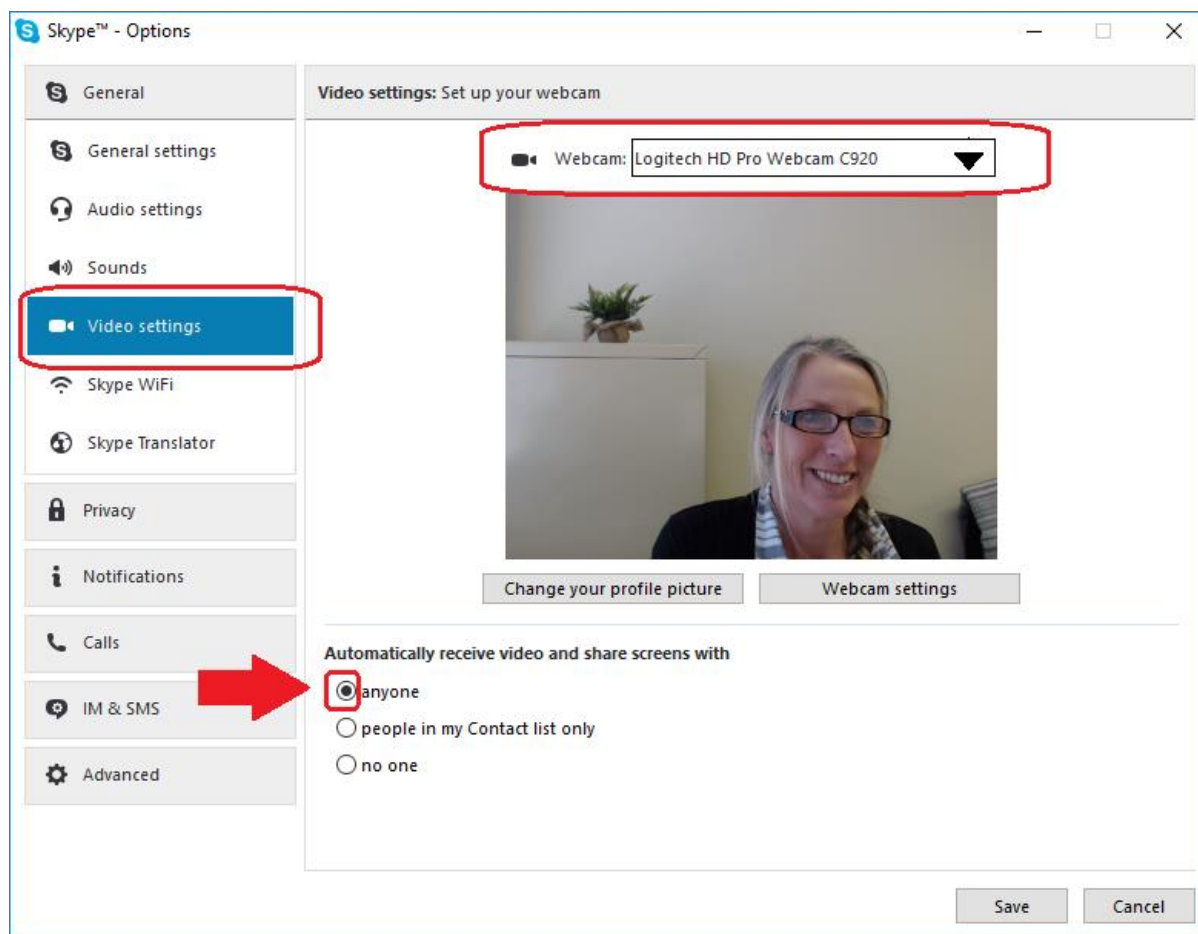 Skype™ - Options
General
General settings
Audio settings
Sounds
Video settings
Skype WiFi
Skype Translator
Privacy
Notifications
Calls
IM & SMS
Advanced
Video settings: Set up your webcam
Webcam: Logitech HD Pro Webcam C920
Change your profile picture
Webcam settings
Automatically receive video and share screens with
anyone
people in my Contact list only
no one
Save
Cancel